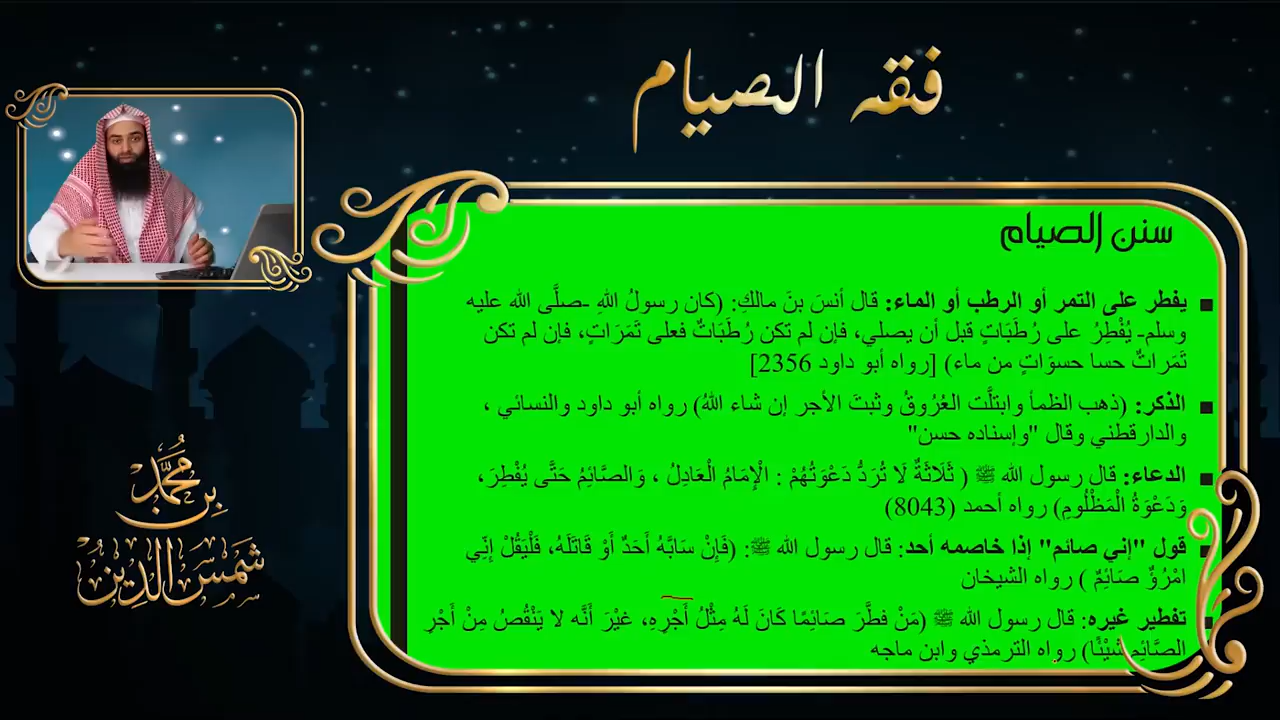 فقه الصيام
سنن الصيام
يفطر على التمر أو الرطب أو الماء: قال أنسَ بنَ مالكِ: (كان رسولُ اللهِ -صلَّى الله عليه
وسلم- يُفْطِرُ على رُطَبَاتٍ قبل أن يصلي، فإن لم تكن رُطَبَاتٌ فعلى تَمَرَاتٍ، فإن لم تكن
تَمَراتٌ حسا حسوَاتٍ من ماء) [رواه أبو داود 2356]
الذكر: (ذهب الظمأ وابتلَّت العُرُوقُ وثبتَ الأجر إن شاء اللهُ) رواه أبو داود والنسائي ،
والدارقطني وقال "وإسناده حسن"
الدعاء: قال رسول الله ﷺ ( ثَلَاثَةٌ لَا تُرَدُّ دَعْوَتُهُمْ : الْإِمَامُ الْعَادِلُ ، وَالصَّائِمُ حَتَّى يُفْطِرَ،
وَدَعْوَةُ الْمَظْلُومِ) رواه أحمد (8043)
قول "إني صائم" إذا خاصمه أحد: قال رسول الله ﷺ: (فَإِنْ سَابَّهُ أَحَدٌ أَوْ قَاتَلَهُ، فَلْيَقُلْ إِنِّي
امْرُؤٌ صَائِمٌ ) رواه الشيخان
تفطير غيره: قال رسول الله ﷺ (مَنْ فطَّرَ صَائِمًا كَانَ لَهُ مِثْلُ أَجْرِهِ، غيْرَ أَنَّه لا يَنْقُصُ مِنْ أَجْرِ
الصَّائِمِ شَيْئًا) رواه الترمذي وابن ماجه
محمد
بن
شمس الدين